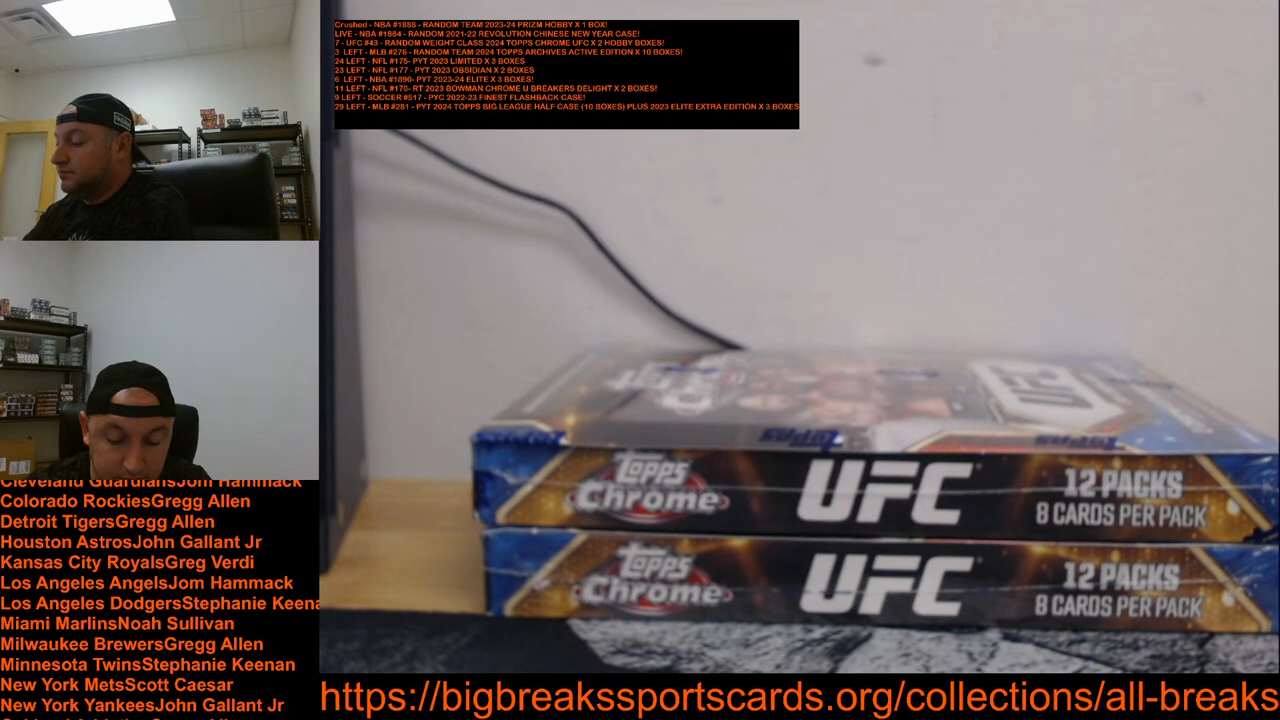 Crushed - NBA #1888 - RANDOM TEAM 2023-24 PRIZM HOBBY X 1 BOX!
LIVE - NBA #1884 - RANDOM 2021-22 REVOLUTION CHINESE NEW YEAR CASE!
7 - UFC #43 - RANDOM WEIGHT CLASS 2024 TOPPS CHROME UFC X 2 HOBBY BOXES!
3 LEFT - MLB #276 - RANDOM TEAM 2024 TOPPS ARCHIVES ACTIVE EDITION X 10 BOXES!
24 LEFT - NFL #175- PYT 2023 LIMITED X 3 BOXES
23 LEFT - NFL #177 - PYT 2023 OBSIDIAN X 2 BOXES
6 LEFT - NBA #1890- PYT 2023-24 ELITE X 3 BOXES!
11 LEFT - NFL #170- RT 2023 BOWMAN CHROME U BREAKERS DELIGHT X 2 BOXES!
9 LEFT - SOCCER #517 - PYC 2022-23 FINEST FLASHBACK CASE!
29 LEFT - MLB #281 - PYT 2024 TOPPS BIG LEAGUE HALF CASE (10 BOXES) PLUS 2023 ELITE EXTRA EDITION X 3 BOXES
Topps
Topps
Topps Chrome UFC 12 PACKS
8 CARDS PER PACK
Topps Chrome UFC 12 PACKS
8 CARDS PER PACK
Cleveland GuardiansJom Hammack
Colorado RockiesGregg Allen
Detroit TigersGregg Allen
Houston AstrosJohn Gallant Jr
Kansas City RoyalsGreg Verdi
Los Angeles AngelsJom Hammack
Los Angeles DodgersStephanie Keena
Miami MarlinsNoah Sullivan
Milwaukee BrewersGregg Allen
Minnesota TwinsStephanie Keenan
New York MetsScott Caesar
New York YankeesJohn Gallant Jr
https://bigbreakssportscards.org/collections/all-breaks